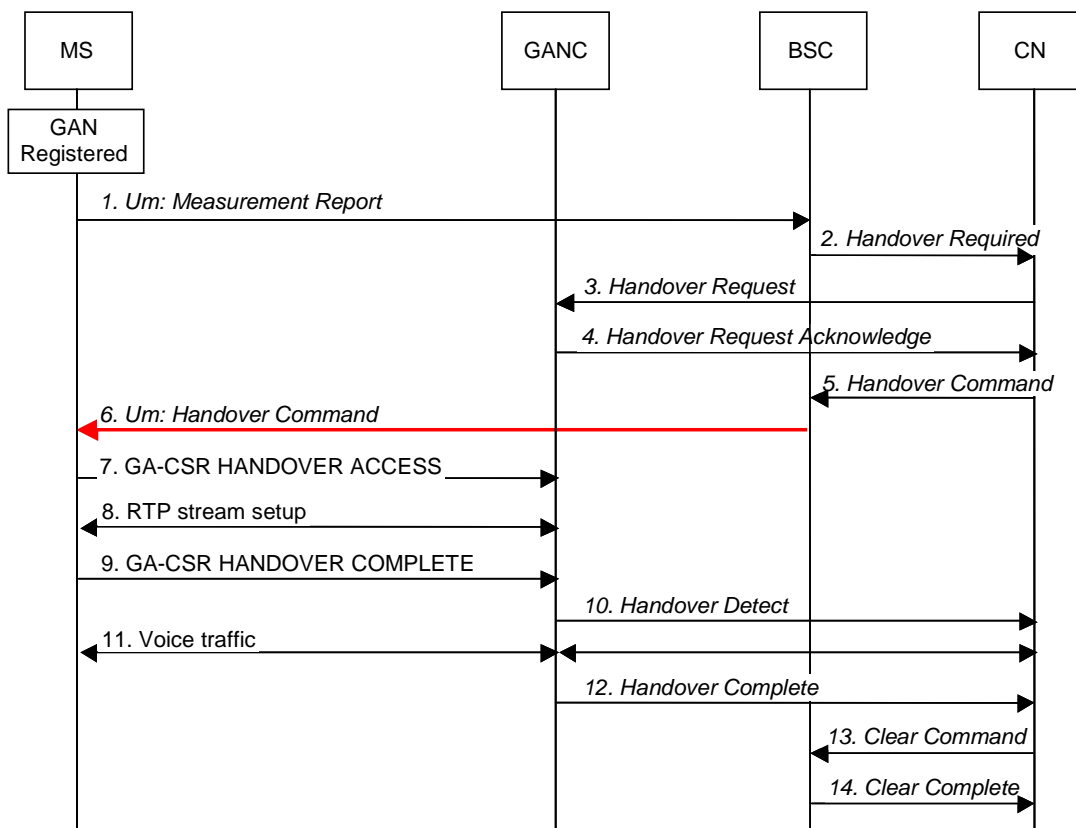 MS
GANC
BSC
CN
GAN
Registered
1. Um: Measurement Report
2. Handover Required
3. Handover Request
4. Handover Request Acknowledge
5. Handover Command
6. Um: Handover Command
7. GA-CSR HANDOVER ACCESS
8. RTP stream setup
9. GA-CSR HANDOVER COMPLETE
10. Handover Detect
11. Voice traffic
12. Handover Complete
13. Clear Command
14. Clear Complete